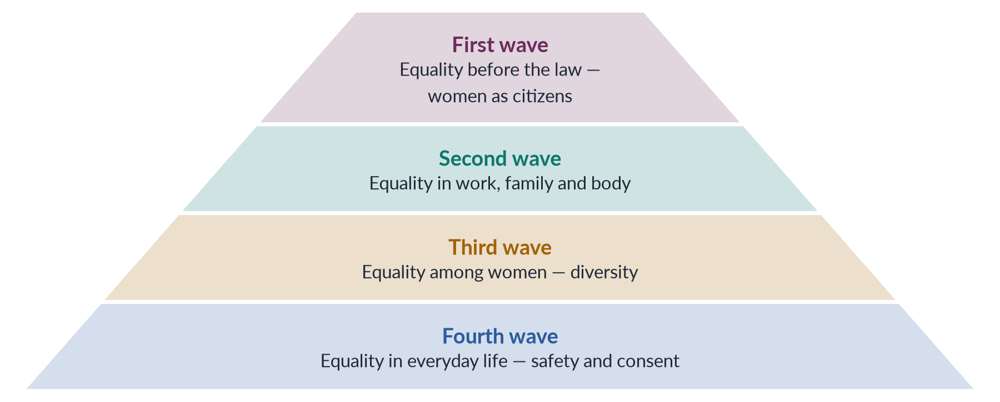 First wave
Equality before the law —
women as citizens
Second wave
Equality in work, family and body
Third wave
Equality among women — diversity
Fourth wave
Equality in everyday life — safety and consent